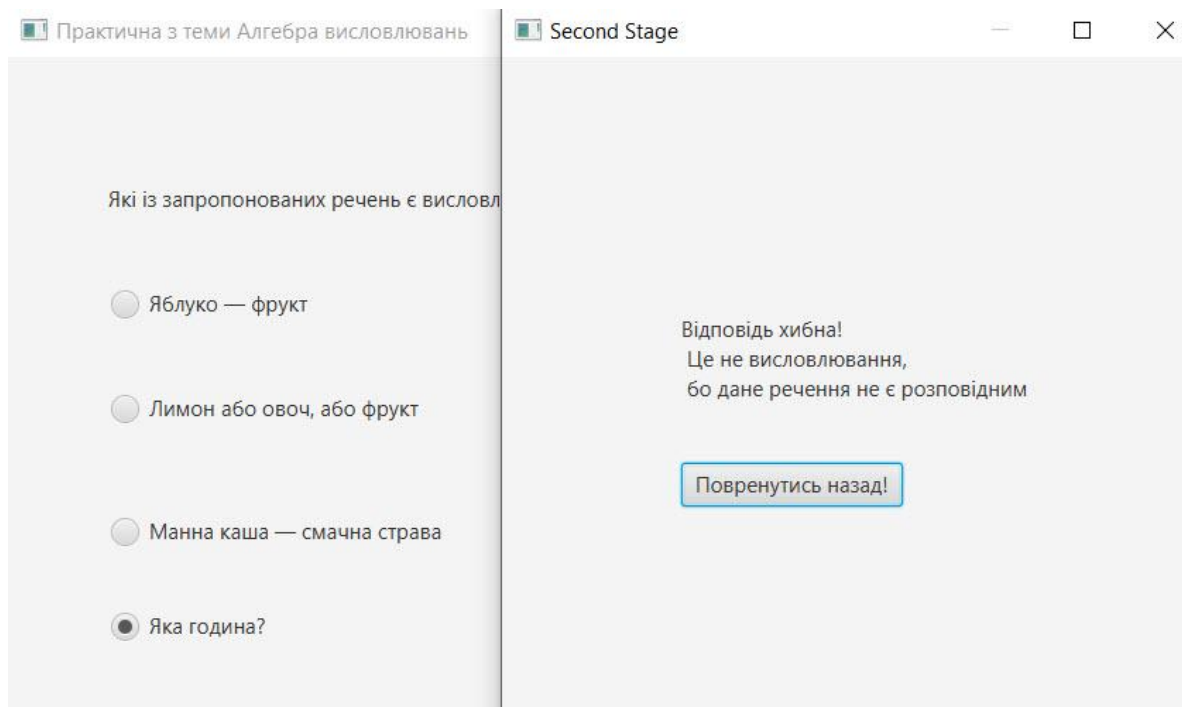 Практична з теми Алгебра висловлювань
Які із запропонованих речень є висловл
Яблуко — фрукт
Лимон або овоч, або фрукт
Манна каша — смачна страва
Яка година?
Second Stage
Відповідь хибна!
Це не висловлювання,
бо дане речення не є розповідним
Повренутись назад!